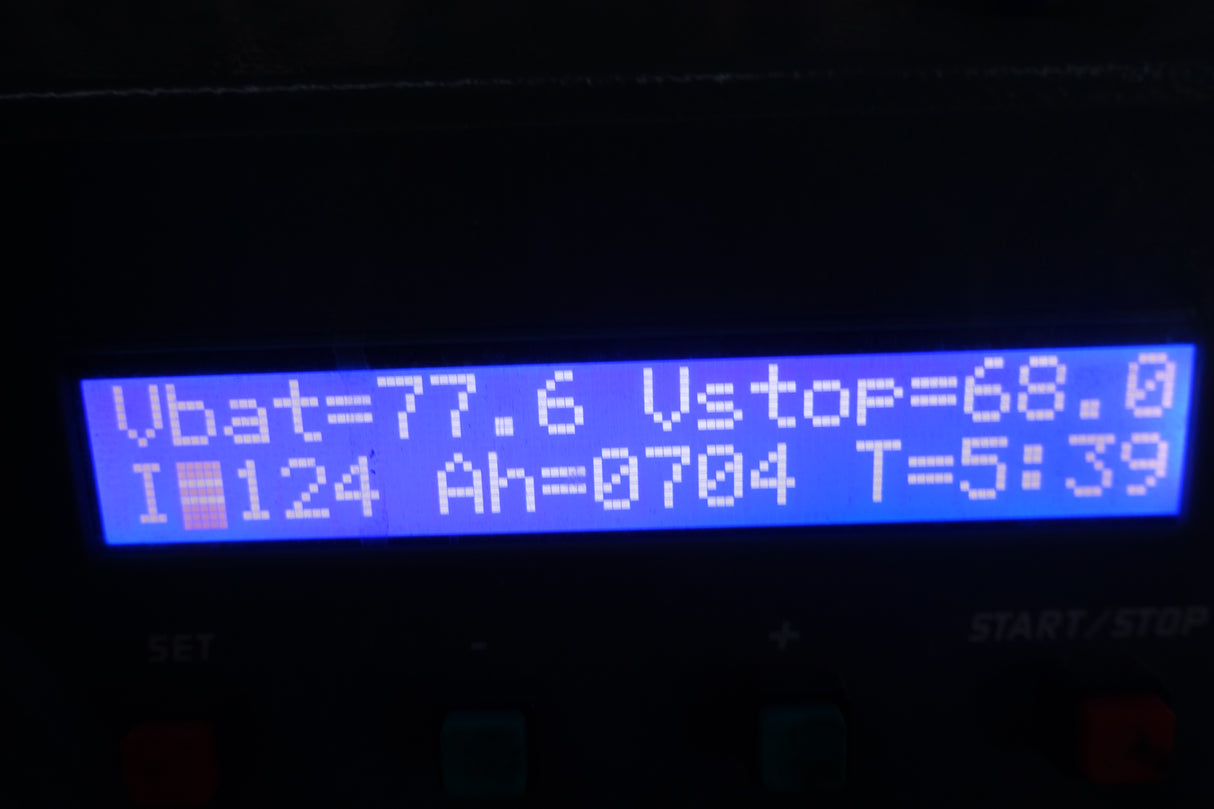 Vbat=77.6 Vstop=68.0
I=124 Ah=0704 T=5:39
SET - + START/STOP